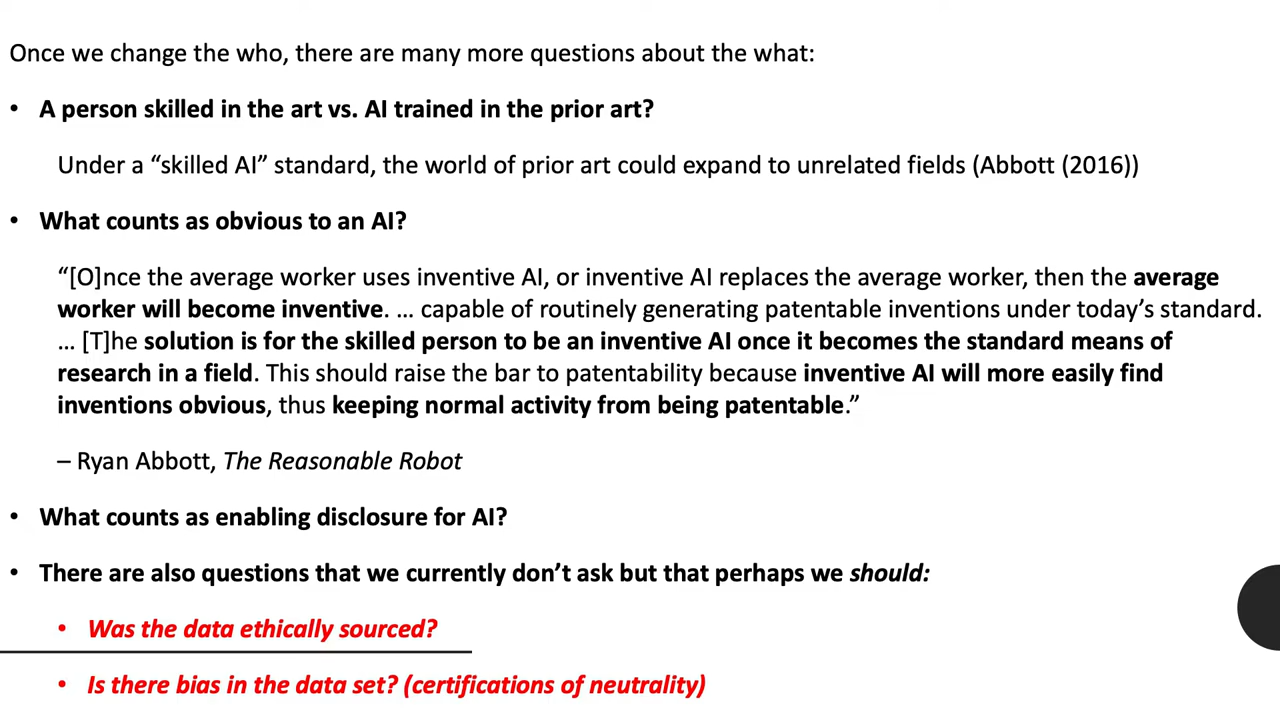 Once we change the who, there are many more questions about the what:
• A person skilled in the art vs. AI trained in the prior art?
Under a “skilled AI” standard, the world of prior art could expand to unrelated fields (Abbott (2016))
• What counts as obvious to an AI?
“[O]nce the average worker uses inventive AI, or inventive AI replaces the average worker, then the average
worker will become inventive. … capable of routinely generating patentable inventions under today’s standard.
… [T]he solution is for the skilled person to be an inventive AI once it becomes the standard means of
research in a field. This should raise the bar to patentability because inventive AI will more easily find
inventions obvious, thus keeping normal activity from being patentable.”
– Ryan Abbott, The Reasonable Robot
• What counts as enabling disclosure for AI?
• There are also questions that we currently don’t ask but that perhaps we should:
• Was the data ethically sourced?
• Is there bias in the data set? (certifications of neutrality)